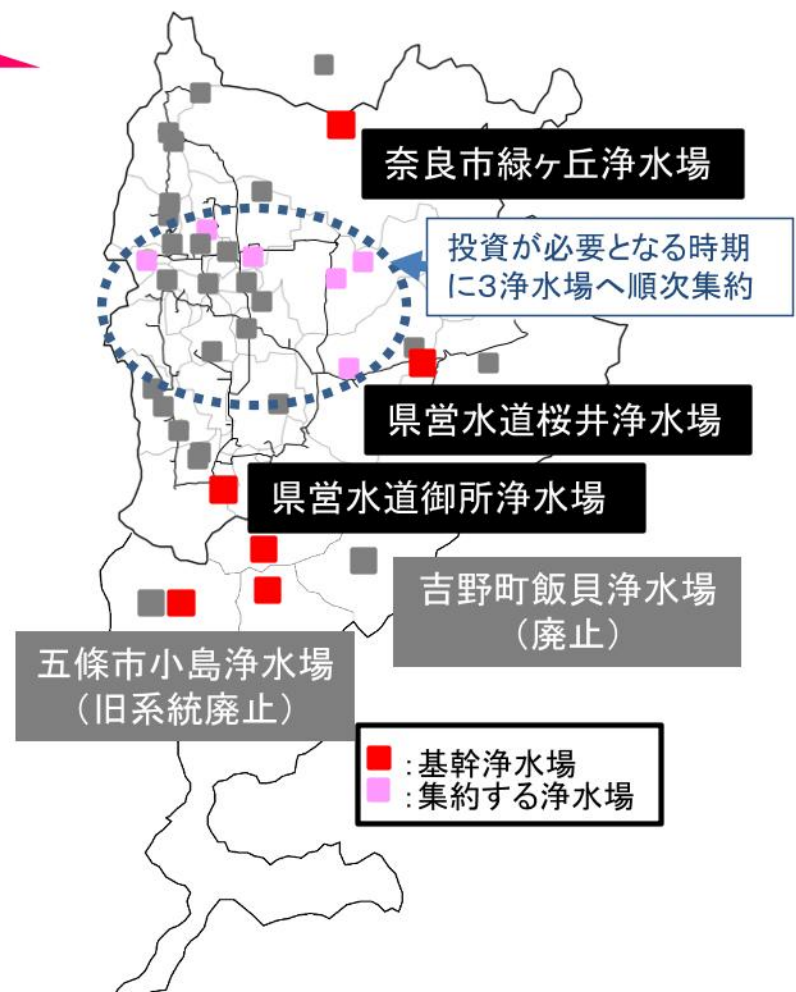 奈良市緑ヶ丘浄水場
投資が必要となる時期
に3浄水場へ順次集約
県営水道桜井浄水場
県営水道御所浄水場
吉野町飯貝浄水場
（廃止）
五條市小島浄水場
（旧系統廃止）
：基幹浄水場
：集約する浄水場